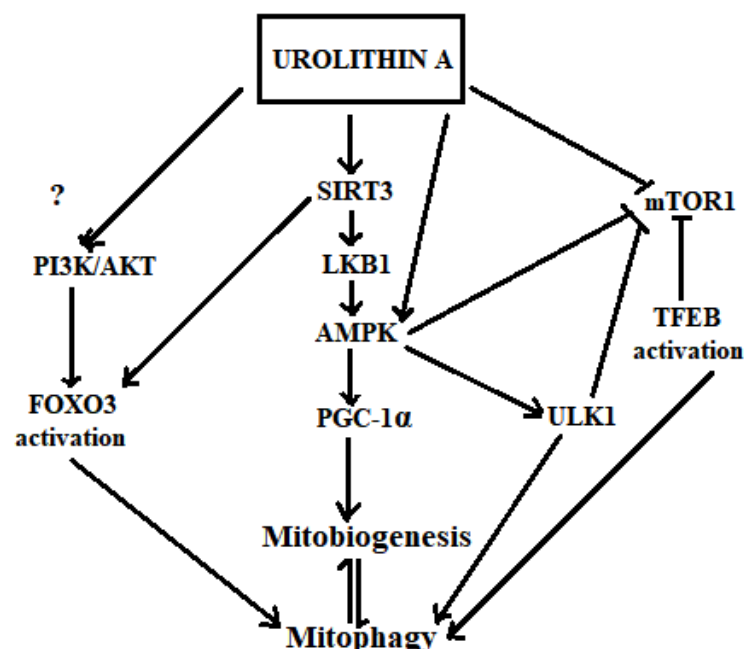 UROLITHIN A
?
SIRT3
mTOR1
PI3K/AKT
LKB1
AMPK
TFEB
activation
FOXO3
activation
PGC-1α
ULK1
Mitobiogenesis
Mitophagy